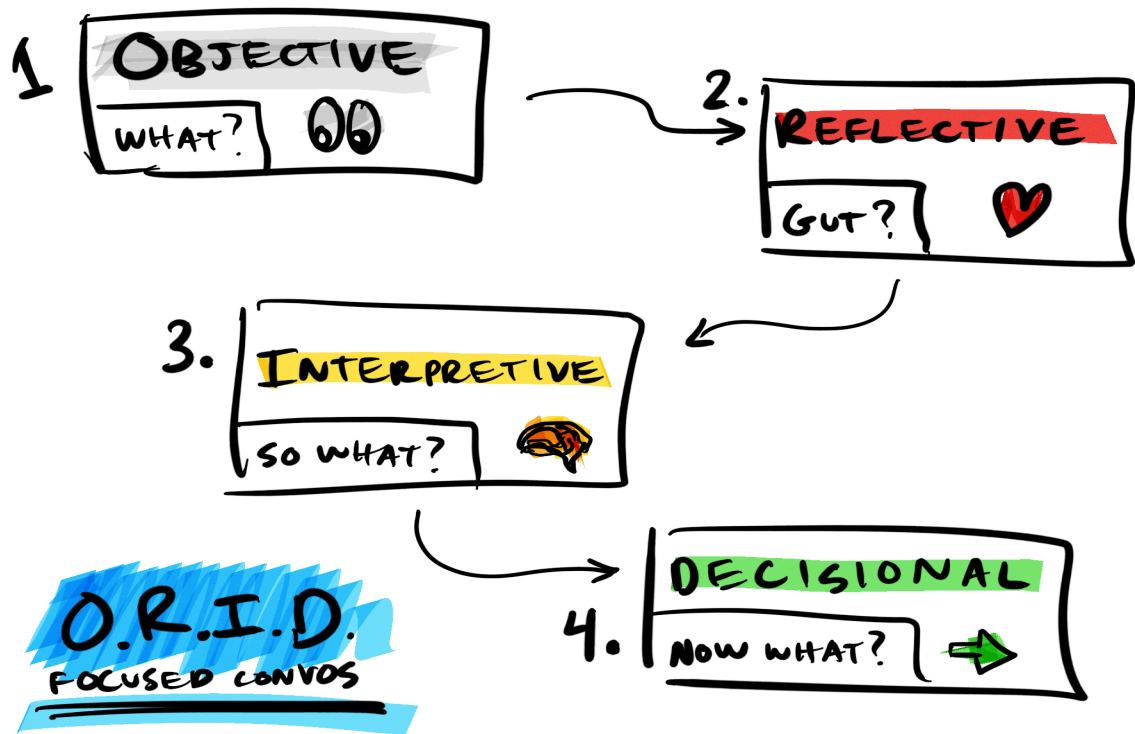 1
OBJECTIVE
WHAT?
2.
REFLECTIVE
GUT?
3.
INTERPRETIVE
SO WHAT?
4.
DECISIONAL
NOW WHAT?
O.R.I.D.
FOCUSED CONVOS